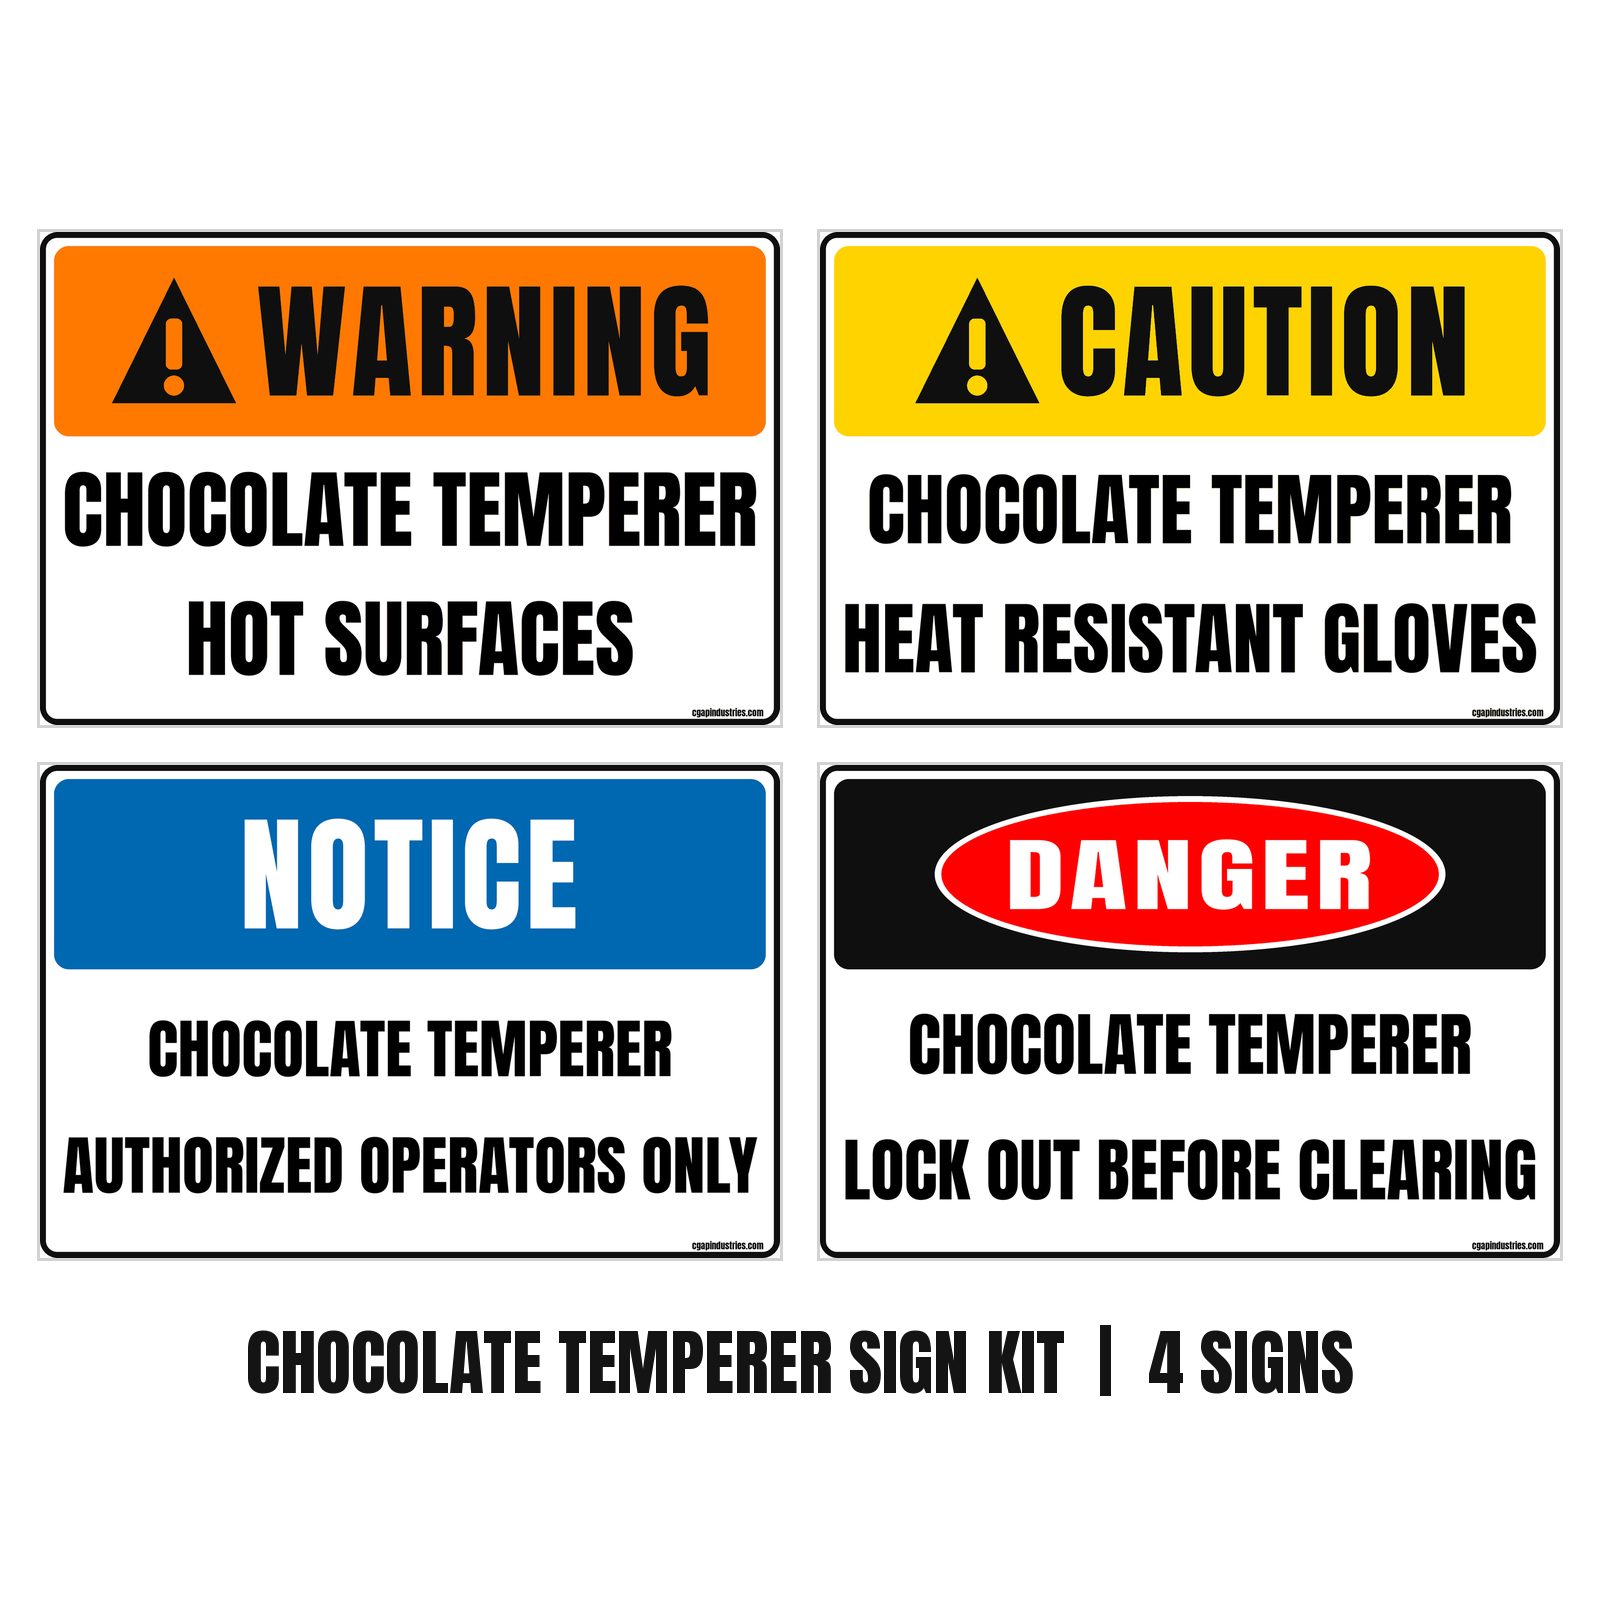 WARNING
CHOCOLATE TEMPERER
HOT SURFACES
cgapindustries.com
CAUTION
CHOCOLATE TEMPERER
HEAT RESISTANT GLOVES
cgapindustries.com
NOTICE
CHOCOLATE TEMPERER
AUTHORIZED OPERATORS ONLY
cgapindustries.com
DANGER
CHOCOLATE TEMPERER
LOCK OUT BEFORE CLEARING
cgapindustries.com
CHOCOLATE TEMPERER SIGN KIT | 4 SIGNS